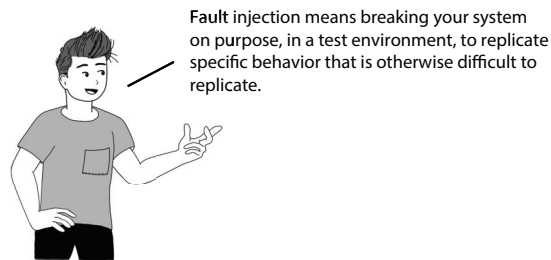 Fault injection means breaking your system
on purpose, in a test environment, to replicate
specific behavior that is otherwise difficult to
replicate.